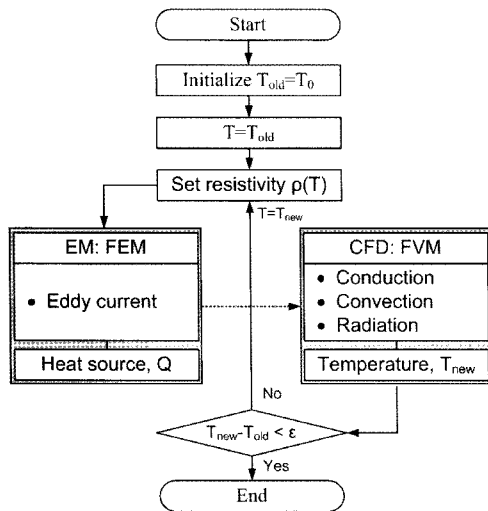 Start
Initialize T_old=T_0
T=T_old
Set resistivity ρ(T)
T=T_new
EM: FEM
• Eddy current
Heat source, Q
CFD: FVM
• Conduction
• Convection
• Radiation
Temperature, T_new
No
T_new-T_old < ε
Yes
End